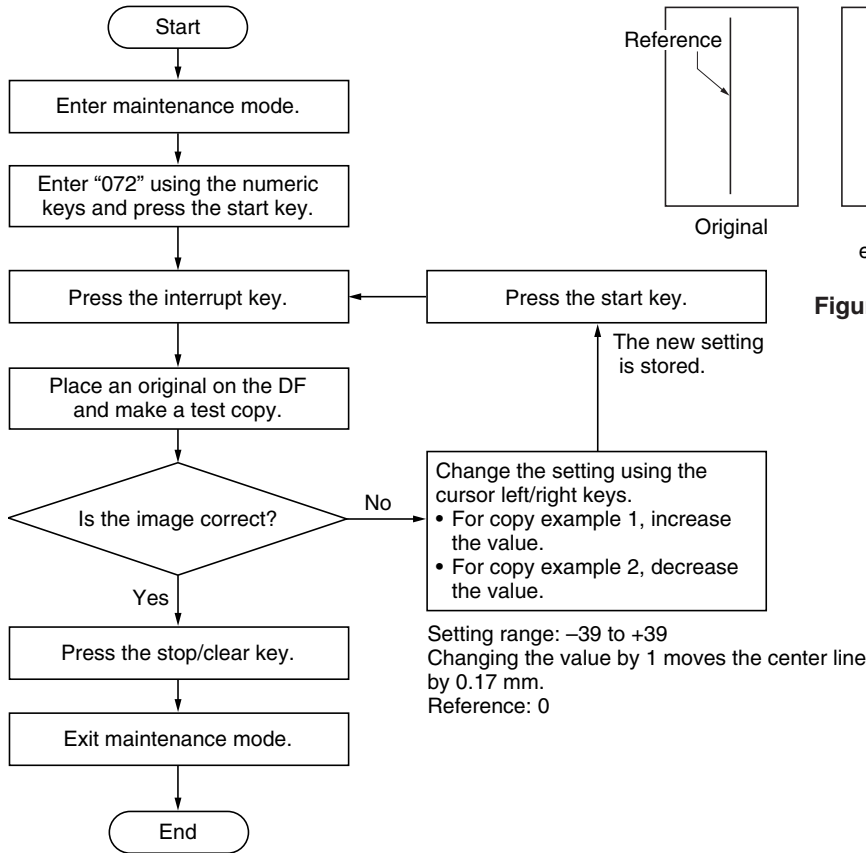 Start
Enter maintenance mode.
Enter “072” using the numeric
keys and press the start key.
Press the interrupt key.
Press the start key.
The new setting
is stored.
Place an original on the DF
and make a test copy.
Is the image correct?
No
Change the setting using the
cursor left/right keys.
• For copy example 1, increase
the value.
• For copy example 2, decrease
the value.
Yes
Press the stop/clear key.
Setting range: –39 to +39
Changing the value by 1 moves the center line
by 0.17 mm.
Reference: 0
Exit maintenance mode.
End
Reference
Original